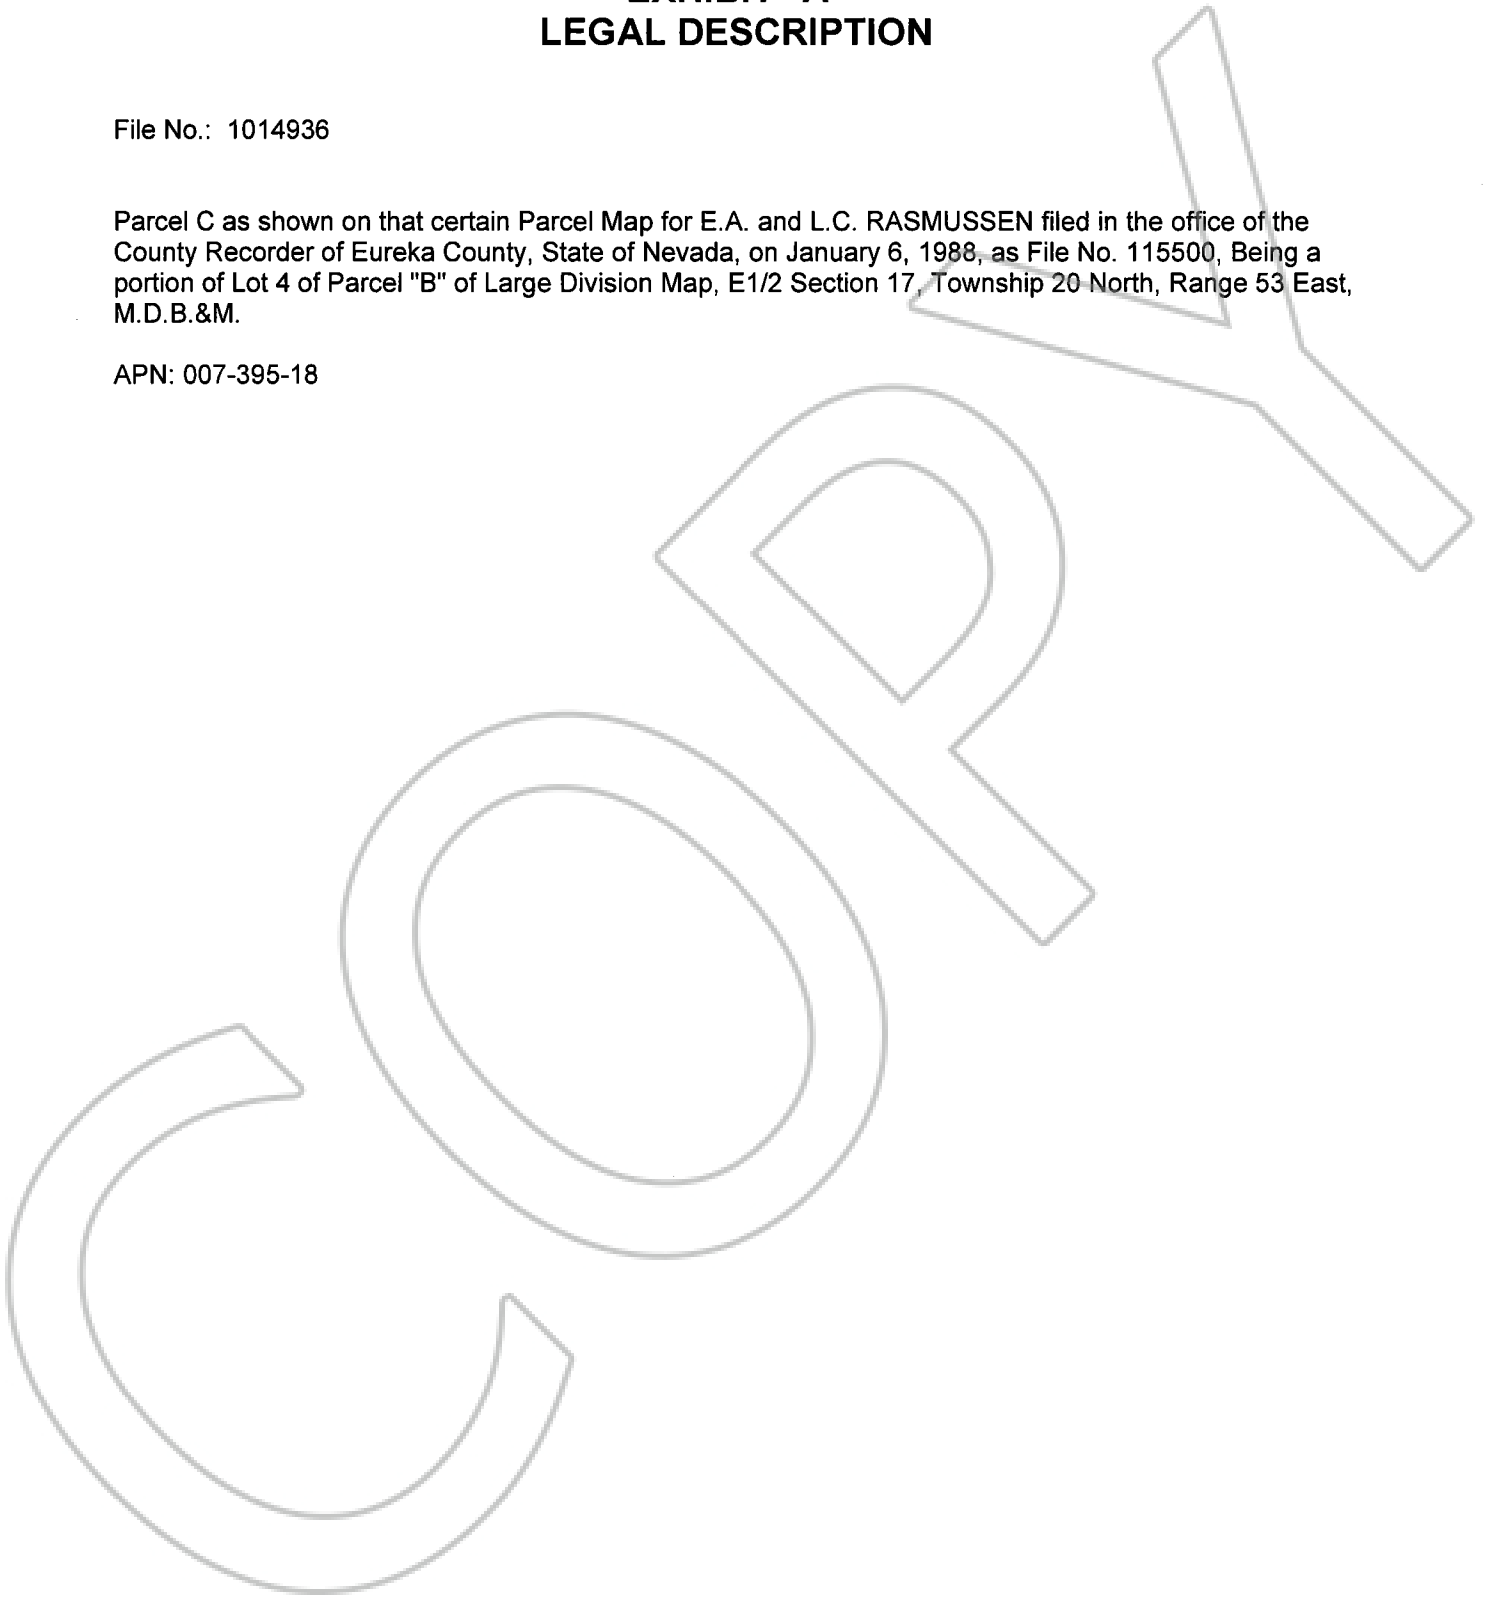 LEGAL DESCRIPTION
File No.: 1014936
Parcel C as shown on that certain Parcel Map for E.A. and L.C. RASMUSSEN filed in the office of the
County Recorder of Eureka County, State of Nevada, on January 6, 1988, as File No. 115500, Being a
portion of Lot 4 of Parcel "B" of Large Division Map, E1/2 Section 17, Township 20 North, Range 53 East,
M.D.B.&M.
APN: 007-395-18
COPY